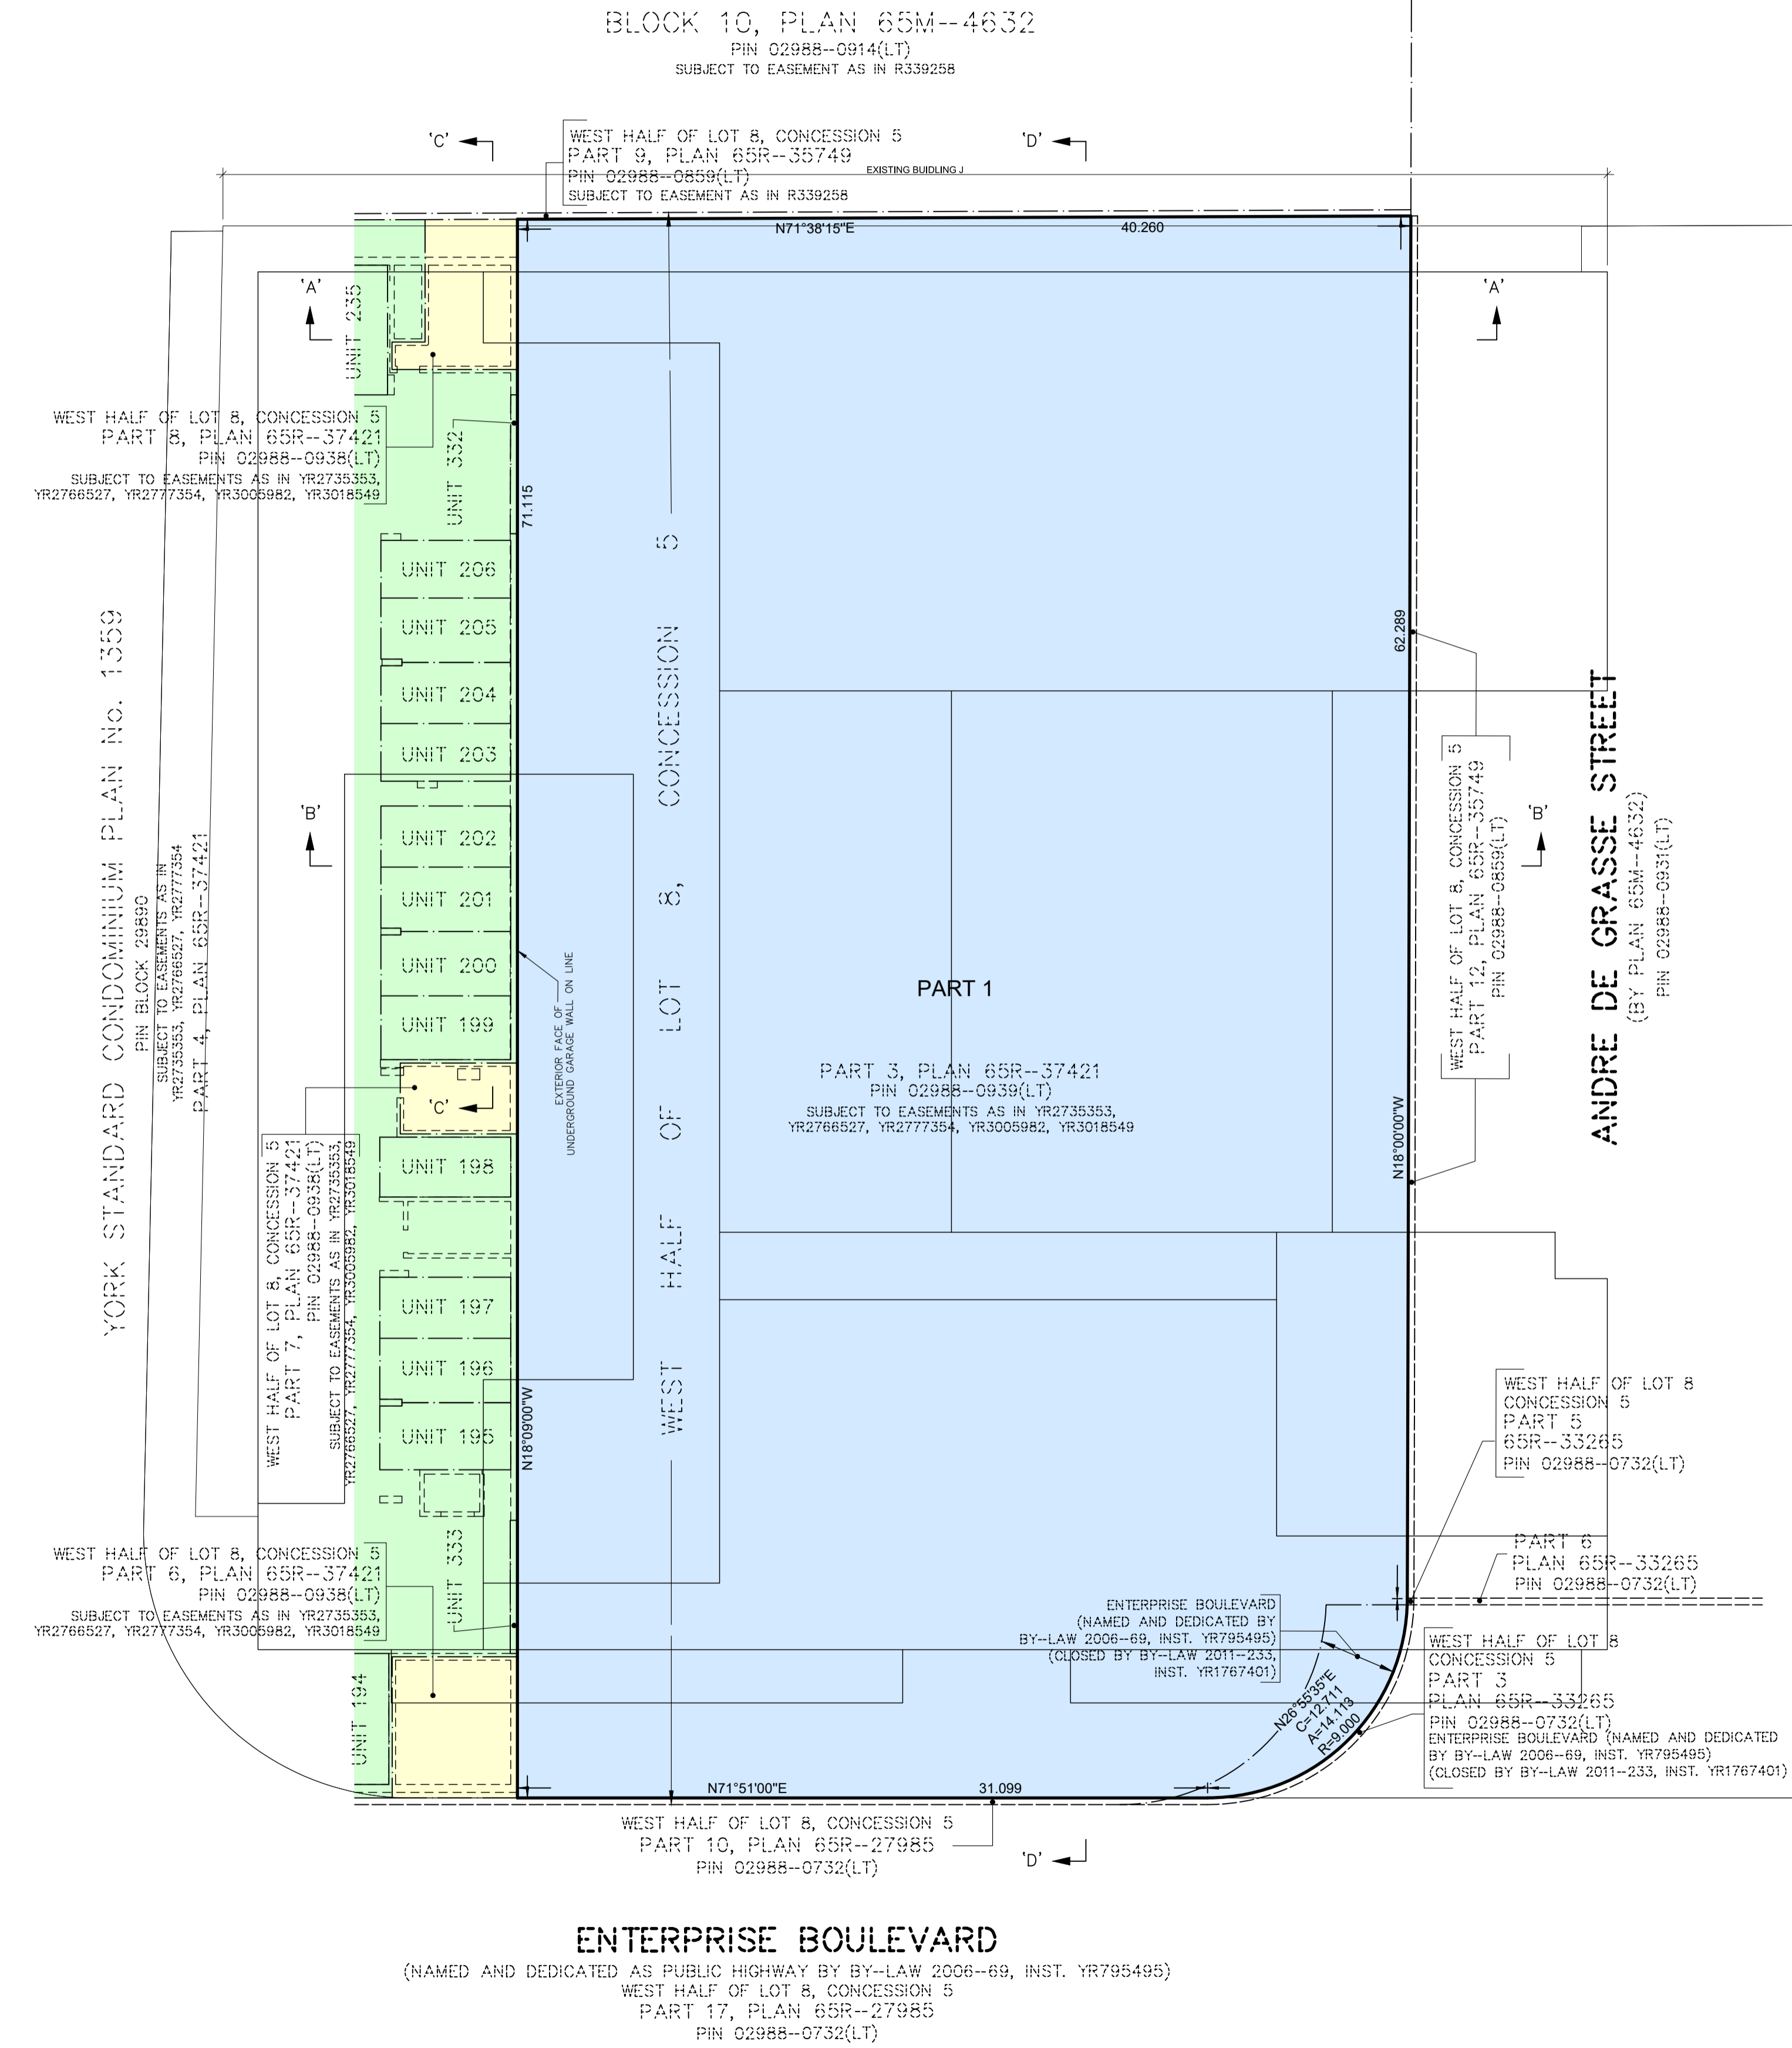 BLOCK 10, PLAN 65M--4632
PIN 02988--0914(LT)
SUBJECT TO EASEMENT AS IN R339258
'C'
WEST HALF OF LOT 8, CONCESSION 5
PART 9, PLAN 65R--35749
PIN 02988--0859(LT)
SUBJECT TO EASEMENT AS IN R339258
'D'
EXISTING BUIDLING J
N71°38'15"E
40.260
'A'
'A'
UNIT 235
WEST HALF OF LOT 8, CONCESSION 5
PART 8, PLAN 65R--37421
PIN 02988--0938(LT)
SUBJECT TO EASEMENTS AS IN YR2735353,
YR2766527, YR2777354, YR3005982, YR3018549
UNIT 332
71.115
UNIT 206
UNIT 205
UNIT 204
UNIT 203
UNIT 202
UNIT 201
UNIT 200
UNIT 199
UNIT 198
UNIT 197
UNIT 196
UNIT 195
'B'
'B'
YORK STANDARD CONDOMINIUM PLAN No. 1359
PIN BLOCK 29890
SUBJECT TO EASEMENTS AS IN
YR2735353, YR2766527, YR2777354
PART 4, PLAN 65R--37421
WEST HALF OF LOT 8, CONCESSION 5
EXTERIOR FACE OF
UNDERGROUND GARAGE WALL ON LINE
'C'
PART 1
PART 3, PLAN 65R--37421
PIN 02988--0939(LT)
SUBJECT TO EASEMENTS AS IN YR2735353,
YR2766527, YR2777354, YR3005982, YR3018549
62.289
N18°00'00"W
WEST HALF OF LOT 8, CONCESSION 5
PART 12, PLAN 65R--35749
PIN 02988--0859(LT)
ANDRE DE GRASSE STREET
(BY PLAN 65M--4632)
PIN 02988--0931(LT)
WEST HALF OF LOT 8, CONCESSION 5
PART 7, PLAN 65R--37421
PIN 02988--0938(LT)
SUBJECT TO EASEMENTS AS IN YR2735353,
YR2766527, YR2777354, YR3005982, YR3018549
N18°09'00"W
WEST HALF OF LOT 8
CONCESSION 5
PART 5
65R--33265
PIN 02988--0732(LT)
PART 6
PLAN 65R--33265
PIN 02988--0732(LT)
WEST HALF OF LOT 8, CONCESSION 5
PART 6, PLAN 65R--37421
PIN 02988--0938(LT)
SUBJECT TO EASEMENTS AS IN YR2735353,
YR2766527, YR2777354, YR3005982, YR3018549
UNIT 333
UNIT 194
ENTERPRISE BOULEVARD
(NAMED AND DEDICATED BY
BY--LAW 2006--69, INST. YR795495)
(CLOSED BY BY--LAW 2011--233,
INST. YR1767401)
N26°55'35"E
C=12.711
A=14.113
R=9.000
WEST HALF OF LOT 8
CONCESSION 5
PART 3
PLAN 65R--33265
PIN 02988--0732(LT)
ENTERPRISE BOULEVARD (NAMED AND DEDICATED
BY BY--LAW 2006--69, INST. YR795495)
(CLOSED BY BY--LAW 2011--233, INST. YR1767401)
N71°51'00"E
31.099
WEST HALF OF LOT 8, CONCESSION 5
PART 10, PLAN 65R--27985
PIN 02988--0732(LT)
'D'
ENTERPRISE BOULEVARD
(NAMED AND DEDICATED AS PUBLIC HIGHWAY BY BY--LAW 2006--69, INST. YR795495)
WEST HALF OF LOT 8, CONCESSION 5
PART 17, PLAN 65R--27985
PIN 02988--0732(LT)